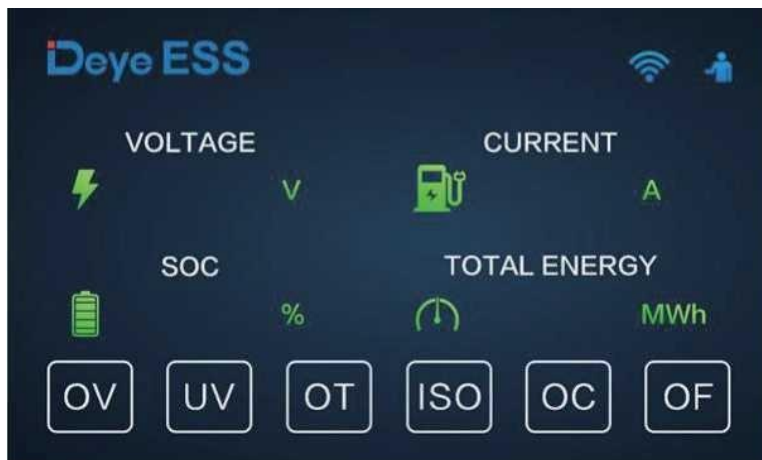 Deye ESS
VOLTAGE CURRENT
V A
SOC TOTAL ENERGY
% MWh
OV UV OT ISO OC OF